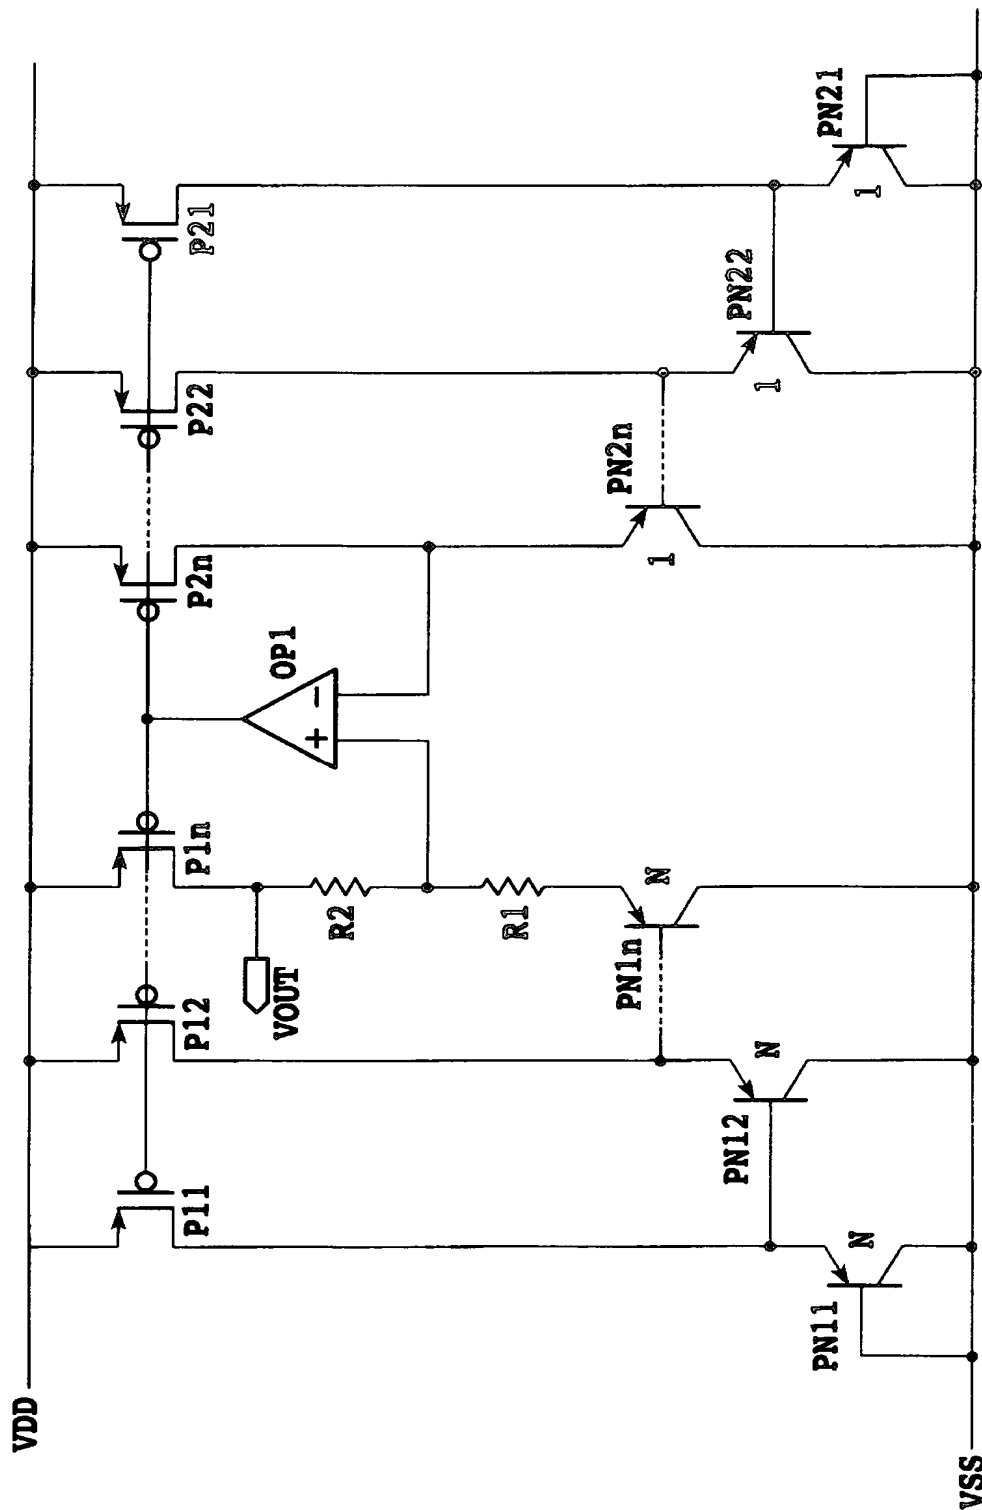 VDD
P11
P12
P1n
P2n
P22
P21
OP1
+
−
VOUT
R2
R1
PN11
N
PN12
N
PN1n
N
PN2n
1
PN22
1
PN21
1
VSS